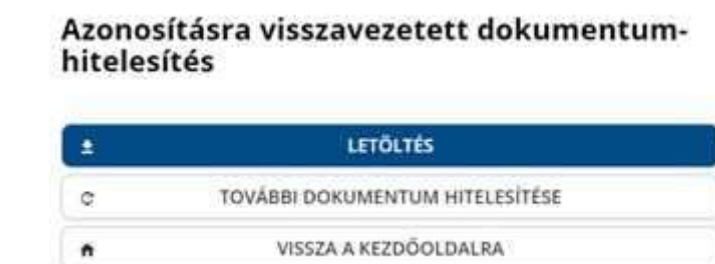 Azonosításra visszavezetett dokumentum-
hitelesítés
LETÖLTÉS
TOVÁBBI DOKUMENTUM HITELESÍTÉSE
VISSZA A KEZDŐOLDALRA